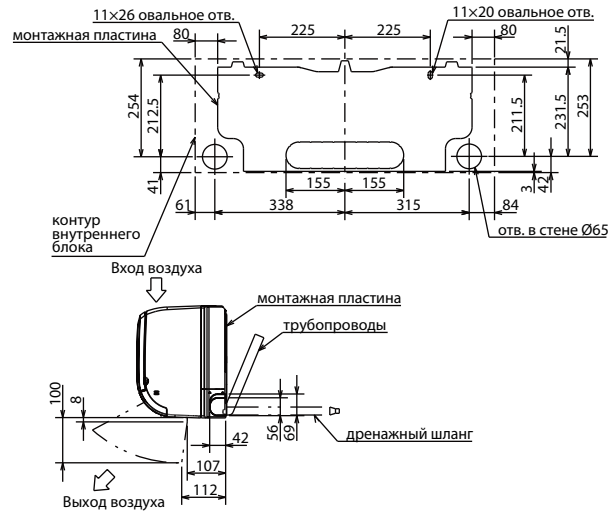 11×26 овальное отв.
11×20 овальное отв.
монтажная пластина
80
225
225
80
21.5
254
212.5
211.5
231.5
253
41
155
155
3
42
61
338
315
84
контур
внутреннего
блока
отв. в стене Ø65
Вход воздуха
монтажная пластина
трубопроводы
100
8
56
69
42
дренажный шланг
107
112
Выход воздуха